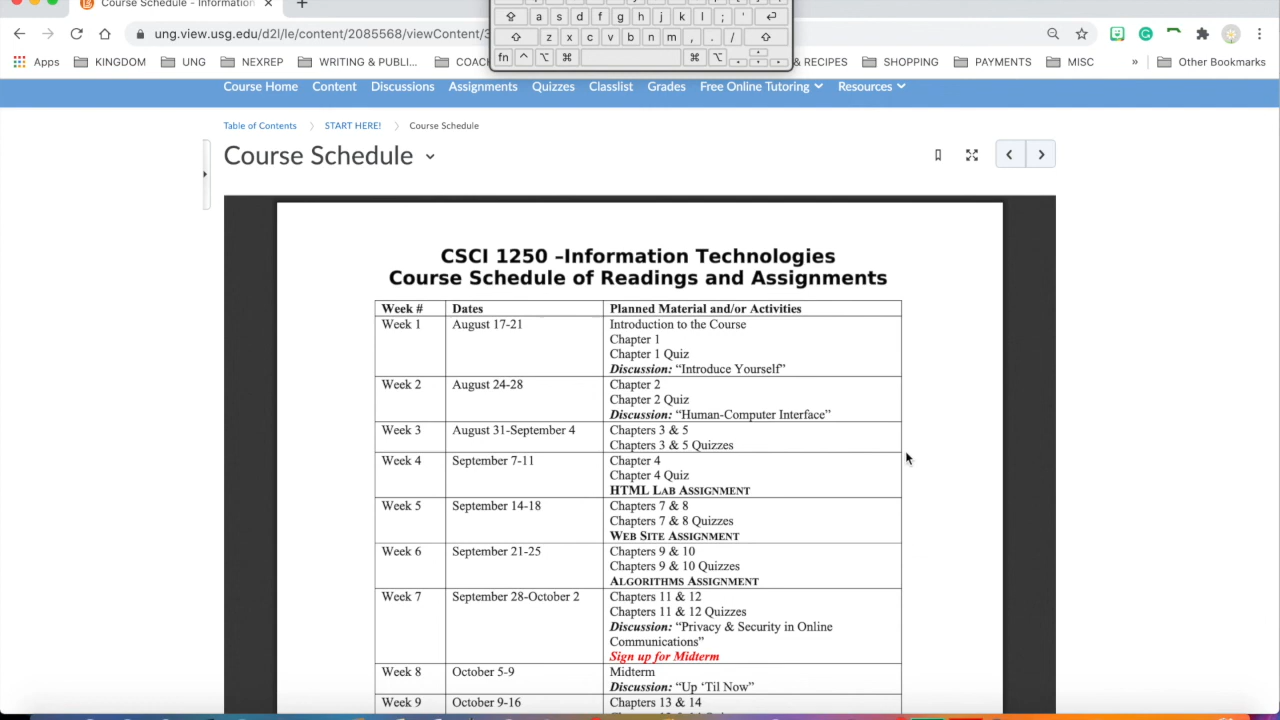 Course Schedule - Information
ung.view.usg.edu/d2l/le/content/2085568/viewContent/3
a s d f g h j k l ; '
z x c v b n m , . /
fn
Apps KINGDOM UNG NEXREP WRITING & PUBLI... COAC & RECIPES SHOPPING PAYMENTS MISC » Other Bookmarks
Course Home Content Discussions Assignments Quizzes Classlist Grades Free Online Tutoring Resources
Table of Contents START HERE! Course Schedule
Course Schedule
CSCI 1250 –Information Technologies
Course Schedule of Readings and Assignments
Week # Dates Planned Material and/or Activities
Week 1 August 17-21 Introduction to the Course
Chapter 1
Chapter 1 Quiz
Discussion: “Introduce Yourself”
Week 2 August 24-28 Chapter 2
Chapter 2 Quiz
Discussion: “Human-Computer Interface”
Week 3 August 31-September 4 Chapters 3 & 5
Chapters 3 & 5 Quizzes
Week 4 September 7-11 Chapter 4
Chapter 4 Quiz
HTML LAB ASSIGNMENT
Week 5 September 14-18 Chapters 7 & 8
Chapters 7 & 8 Quizzes
WEB SITE ASSIGNMENT
Week 6 September 21-25 Chapters 9 & 10
Chapters 9 & 10 Quizzes
ALGORITHMS ASSIGNMENT
Week 7 September 28-October 2 Chapters 11 & 12
Chapters 11 & 12 Quizzes
Discussion: “Privacy & Security in Online
Communications”
Sign up for Midterm
Week 8 October 5-9 Midterm
Discussion: “Up ‘Til Now”
Week 9 October 9-16 Chapters 13 & 14